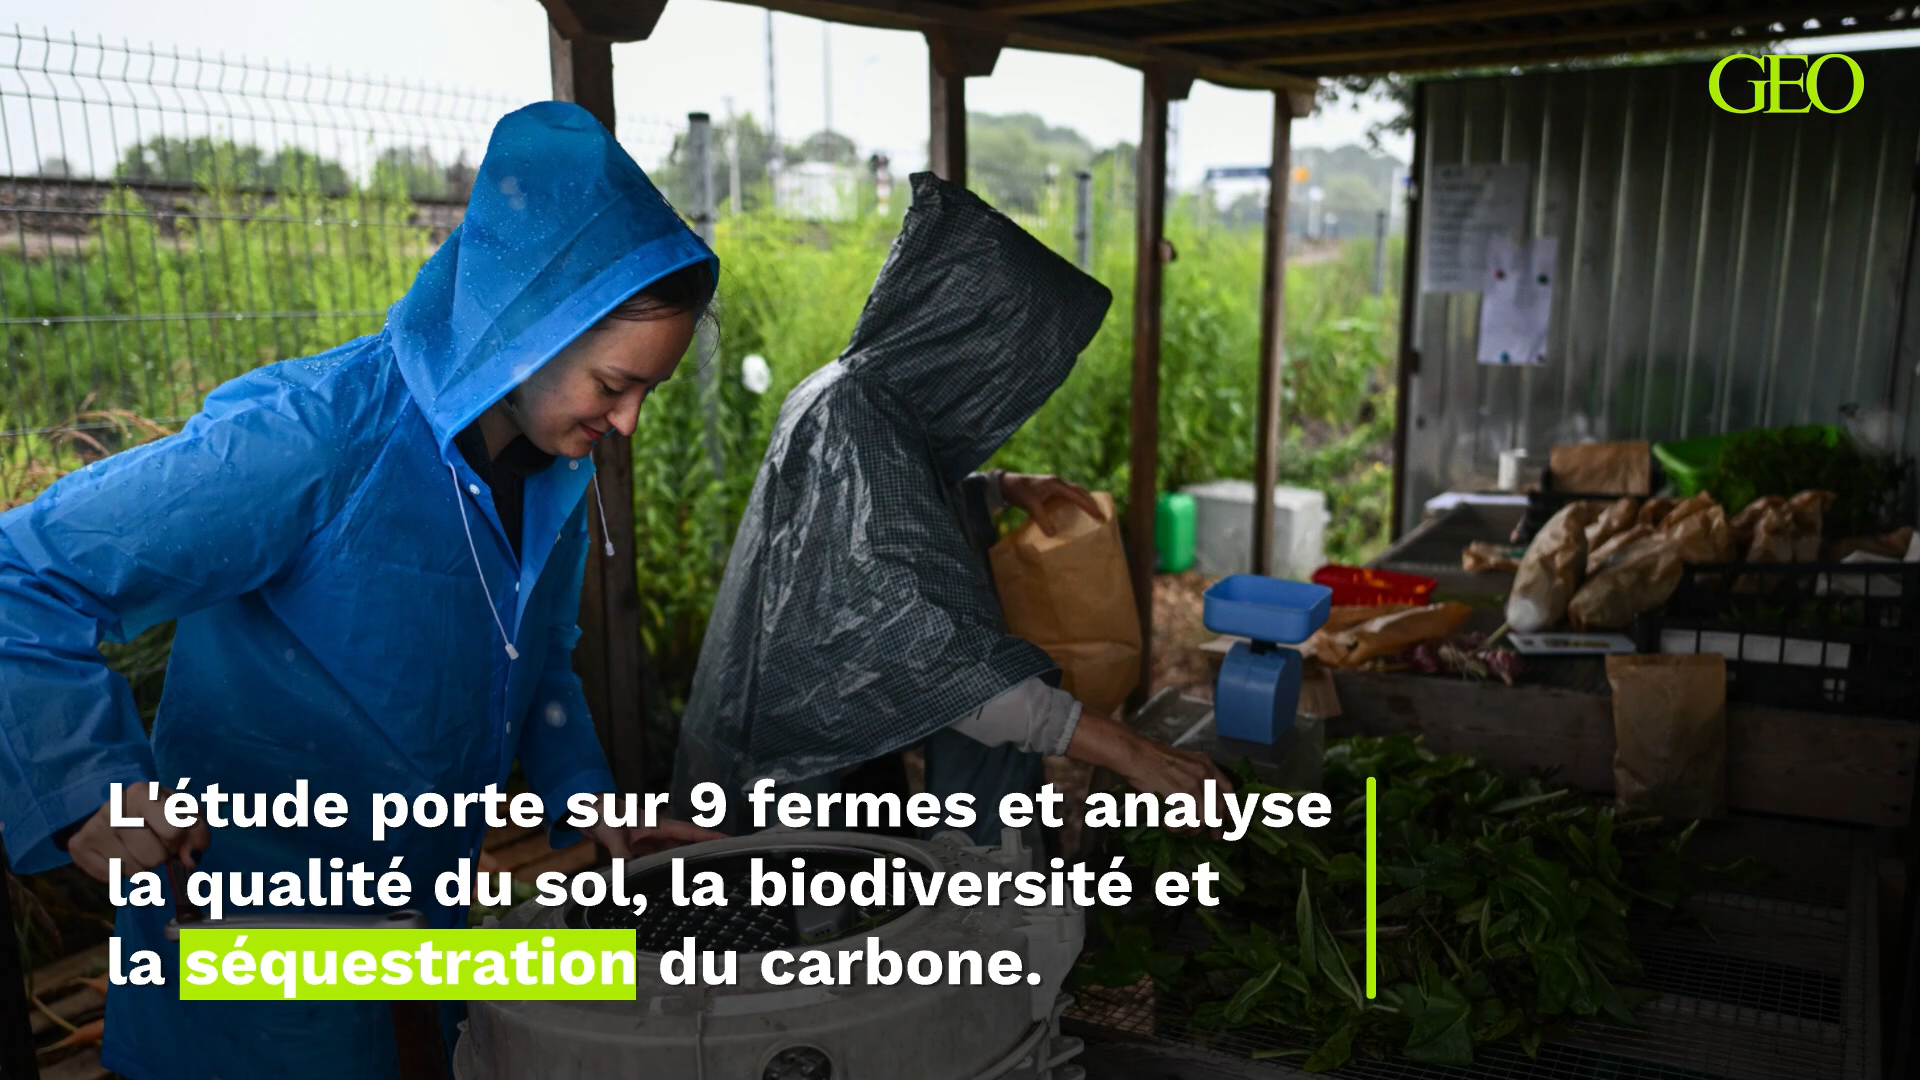 GEO
L'étude porte sur 9 fermes et analyse
la qualité du sol, la biodiversité et
la séquestration du carbone.